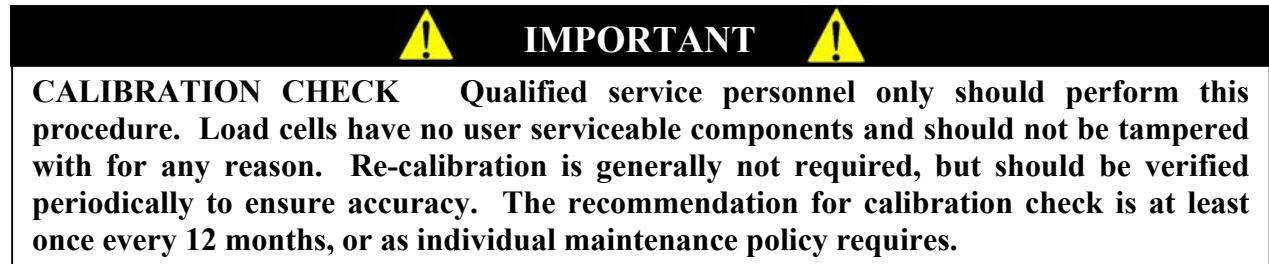 IMPORTANT
CALIBRATION CHECK Qualified service personnel only should perform this
procedure. Load cells have no user serviceable components and should not be tampered
with for any reason. Re-calibration is generally not required, but should be verified
periodically to ensure accuracy. The recommendation for calibration check is at least
once every 12 months, or as individual maintenance policy requires.